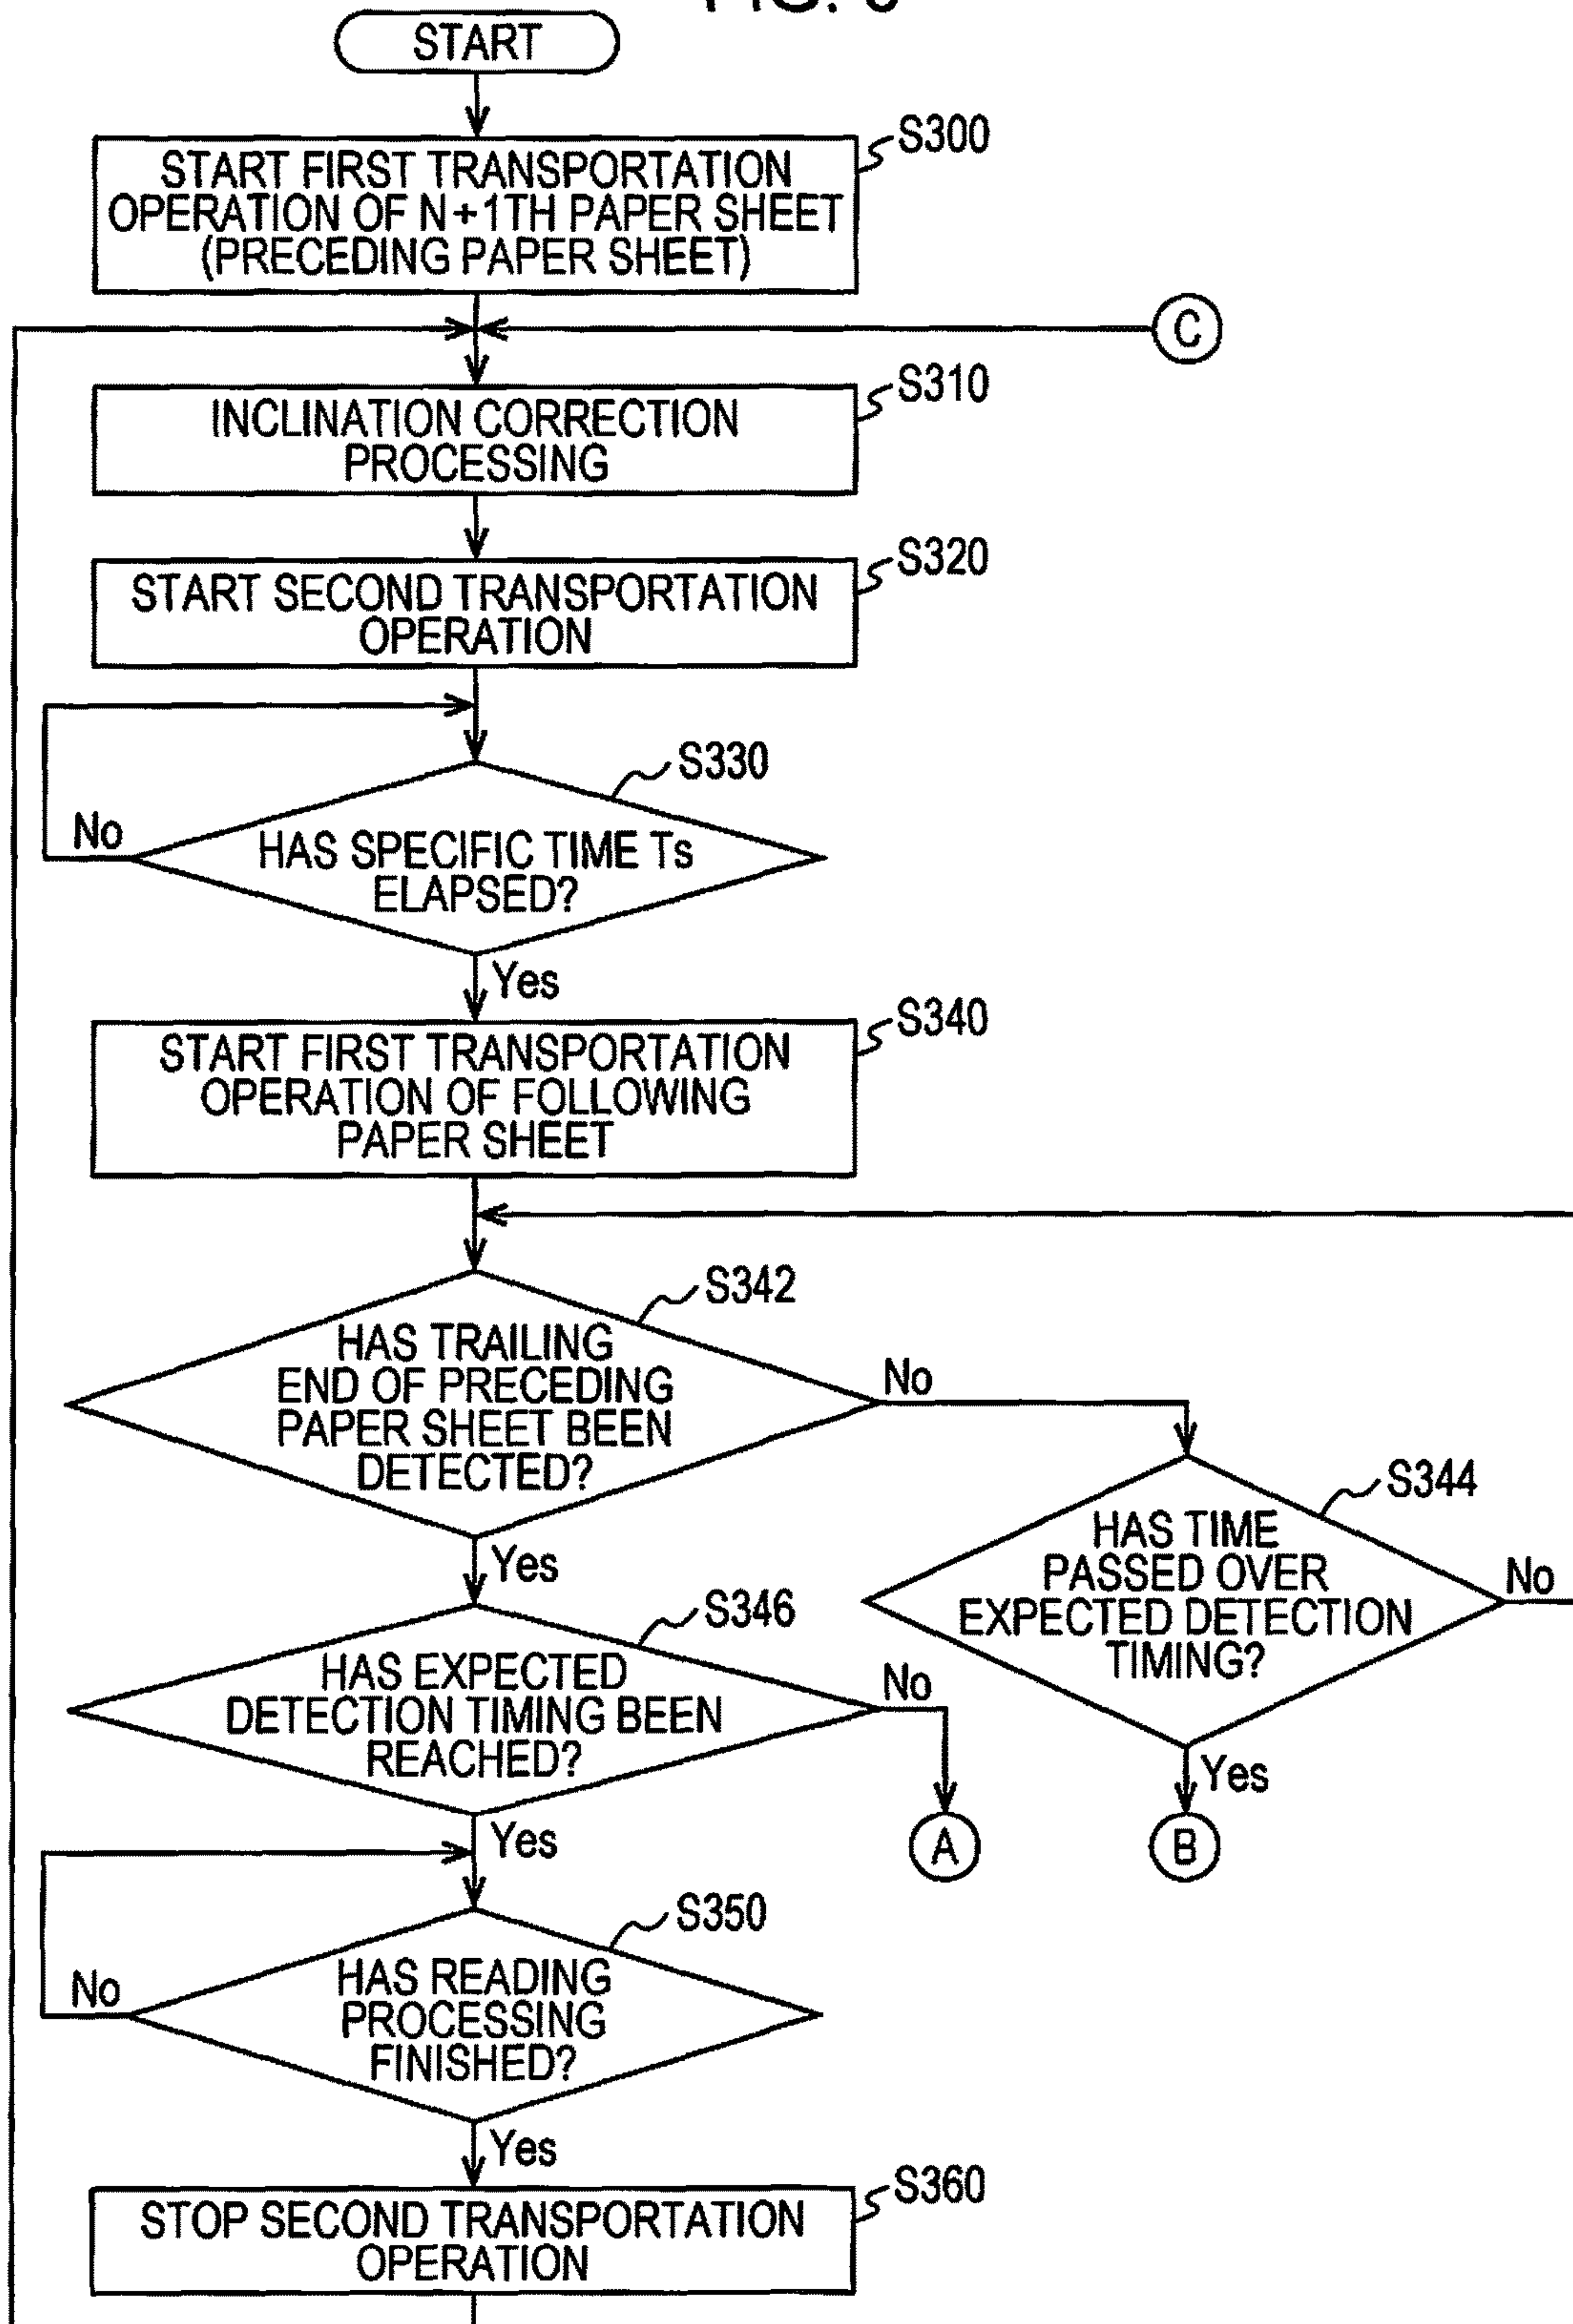 START
S300
START FIRST TRANSPORTATION
OPERATION OF N+1TH PAPER SHEET
(PRECEDING PAPER SHEET)
C
S310
INCLINATION CORRECTION
PROCESSING
S320
START SECOND TRANSPORTATION
OPERATION
S330
No
HAS SPECIFIC TIME Ts
ELAPSED?
Yes
S340
START FIRST TRANSPORTATION
OPERATION OF FOLLOWING
PAPER SHEET
S342
HAS TRAILING
END OF PRECEDING
PAPER SHEET BEEN
DETECTED?
No
Yes
S344
HAS TIME
PASSED OVER
EXPECTED DETECTION
TIMING?
No
Yes
B
S346
HAS EXPECTED
DETECTION TIMING BEEN
REACHED?
No
A
Yes
S350
No
HAS READING
PROCESSING
FINISHED?
Yes
S360
STOP SECOND TRANSPORTATION
OPERATION